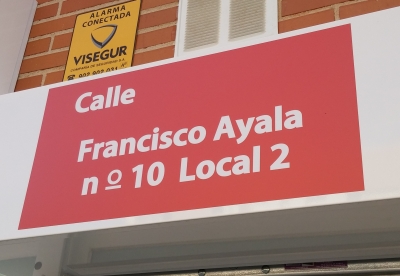 ALARMA
CONECTADA
VISEGUR
Calle
Francisco Ayala
nº 10 Local 2